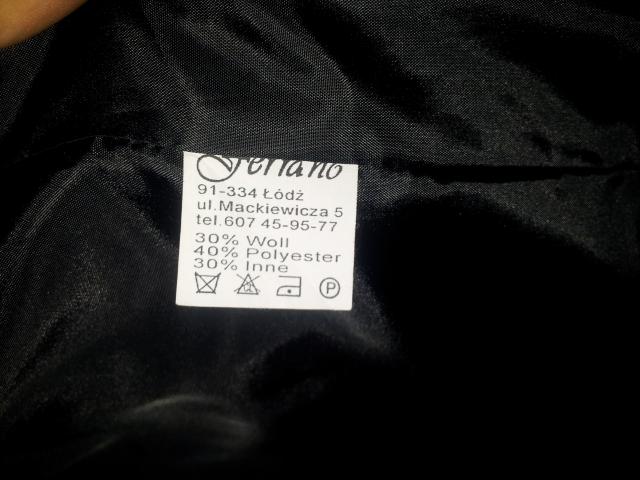 Feriano
91-334 Łódź
ul.Mackiewicza 5
tel.607 45-95-77
30% Woll
40% Polyester
30% Inne
P